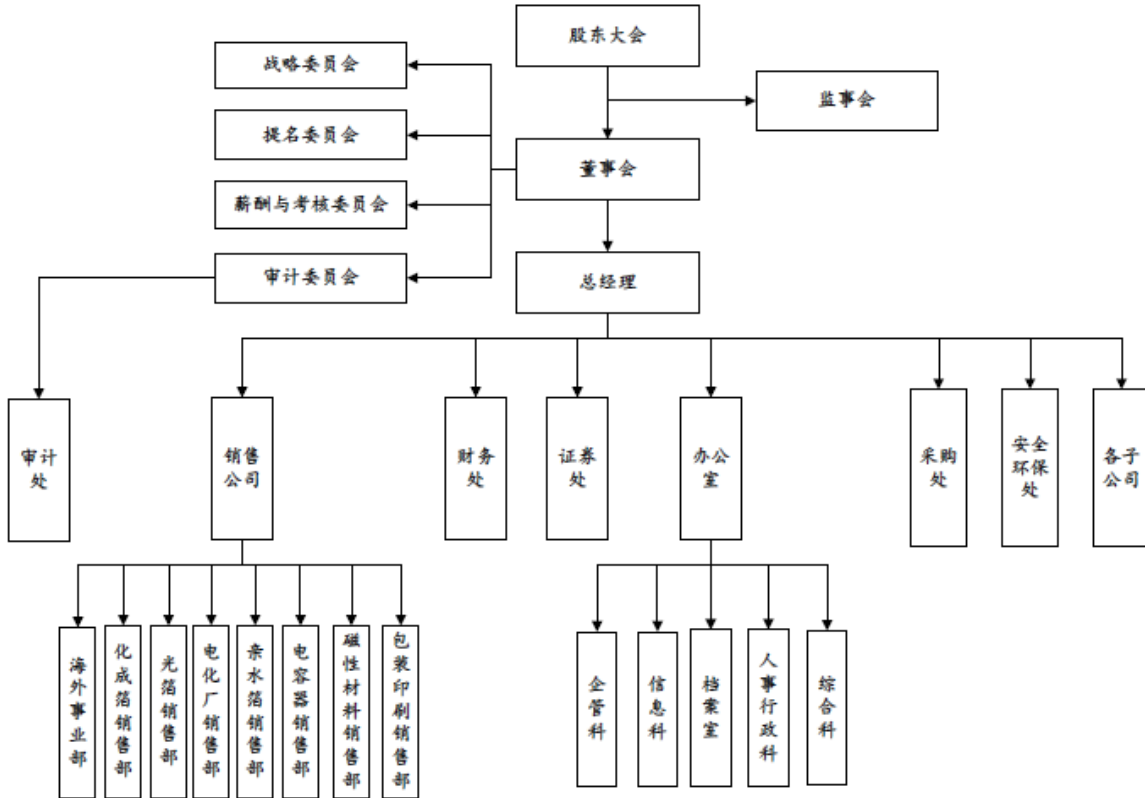 股东大会
战略委员会
监事会
提名委员会
董事会
薪酬与考核委员会
审计委员会
总经理
审计
处
销售
公司
财务
处
证券
处
办公
室
采购
处
安全
环保
处
各子
公司
海外事业部
化成箔销售部
光箔销售部
电化厂销售部
亲水箔销售部
电容器销售部
磁性材料销售部
包装印刷销售部
企管科
信息科
档案室
人事行政科
综合科